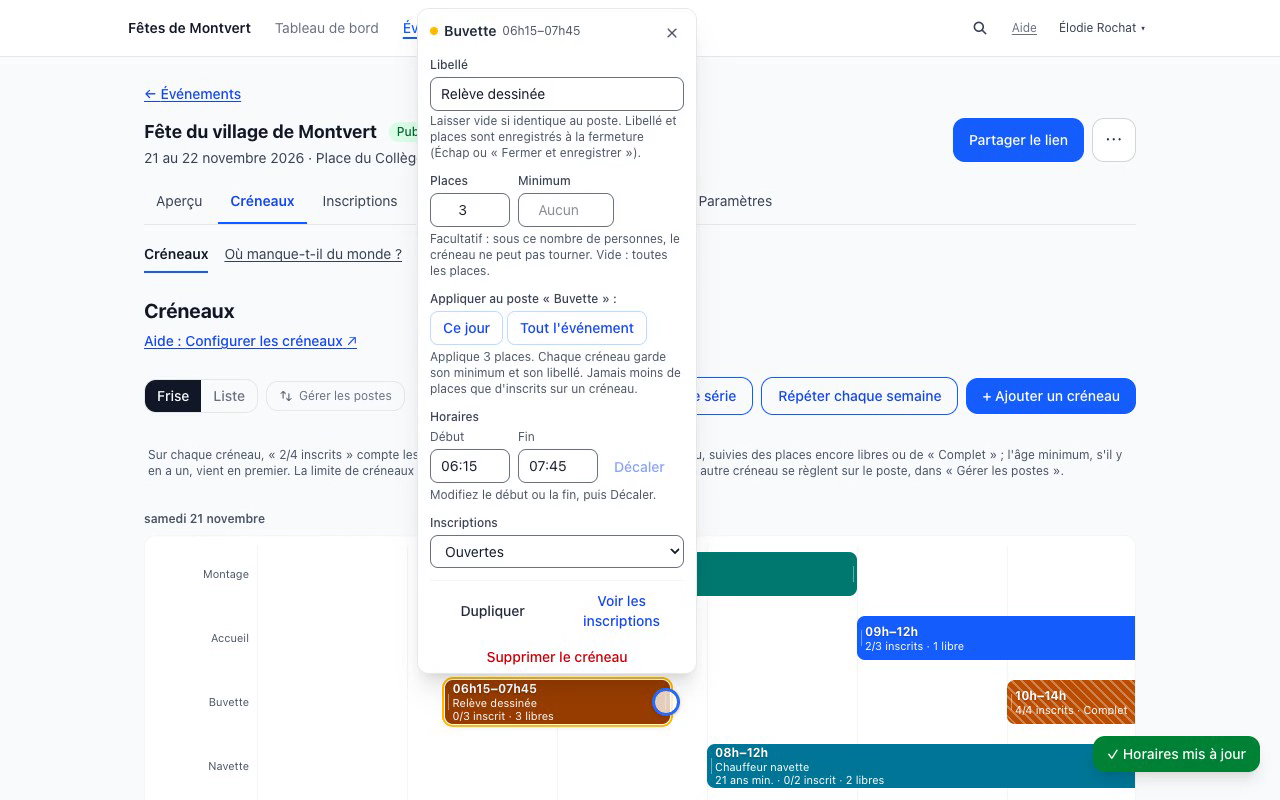 Fêtes de Montvert
Tableau de bord
Év
Aide
Élodie Rochat
← Événements
Fête du village de Montvert
Pub
21 au 22 novembre 2026 · Place du Collèg
Partager le lien
···
Aperçu
Créneaux
Inscriptions
Paramètres
Créneaux
Où manque-t-il du monde ?
Créneaux
Aide : Configurer les créneaux ↗
Frise
Liste
Gérer les postes
série
Répéter chaque semaine
+ Ajouter un créneau
Sur chaque créneau, « 2/4 inscrits » compte les
, suivies des places encore libres ou de « Complet » ; l'âge minimum, s'il y
en a un, vient en premier. La limite de créneaux
autre créneau se règlent sur le poste, dans « Gérer les postes ».
samedi 21 novembre
Buvette 06h15–07h45
×
Libellé
Relève dessinée
Laisser vide si identique au poste. Libellé et
places sont enregistrés à la fermeture
(Échap ou « Fermer et enregistrer »).
Places
Minimum
3
Aucun
Facultatif : sous ce nombre de personnes, le
créneau ne peut pas tourner. Vide : toutes
les places.
Appliquer au poste « Buvette » :
Ce jour
Tout l'événement
Applique 3 places. Chaque créneau garde
son minimum et son libellé. Jamais moins de
places que d'inscrits sur un créneau.
Horaires
Début
Fin
06:15
07:45
Décaler
Modifiez le début ou la fin, puis Décaler.
Inscriptions
Ouvertes
Dupliquer
Voir les
inscriptions
Supprimer le créneau
Montage
Accueil
09h–12h
2/3 inscrits · 1 libre
Buvette
06h15–07h45
Relève dessinée
0/3 inscrit · 3 libres
10h–14h
4/4 inscrits · Complet
Navette
08h–12h
Chauffeur navette
21 ans min. · 0/2 inscrit · 2 libres
✓ Horaires mis à jour